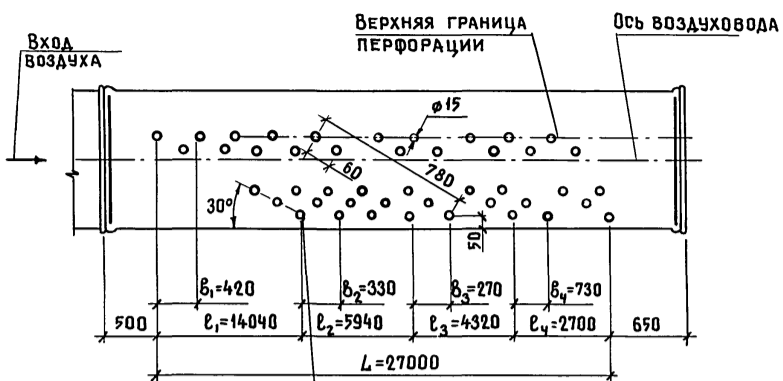 Вход
воздуха
Верхняя граница
перфорации
Ось воздуховода
ø15
60
780
30°
50
в₁=420
в₂=330
в₃=270
в₄=730
500
ℓ₁=14040
ℓ₂=5940
ℓ₃=4320
ℓ₄=2700
650
L=27000